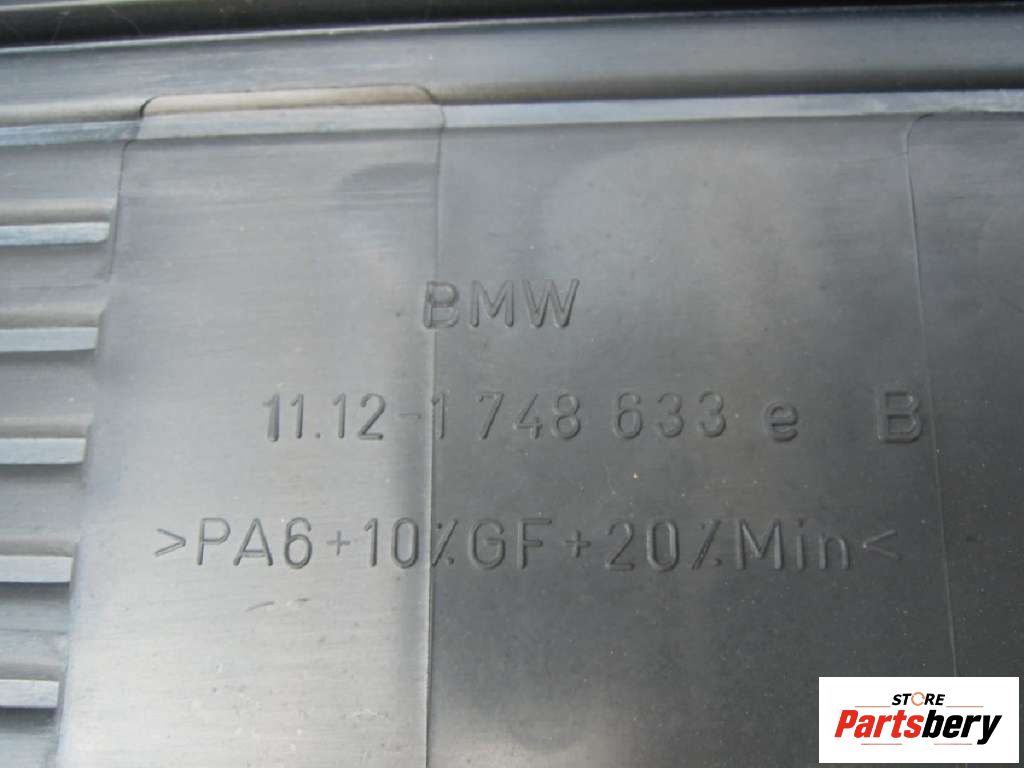 BMW
11.12-1 748 633 e B
>PA6+10%GF+20%Min<
STORE
Partsbery